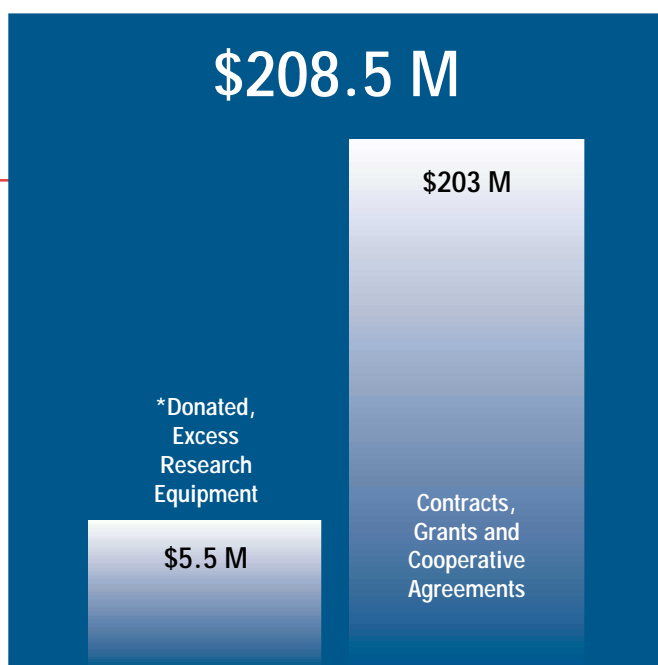 $208.5 M
$203 M
*Donated,
Excess
Research
Equipment
$5.5 M
Contracts,
Grants and
Cooperative
Agreements